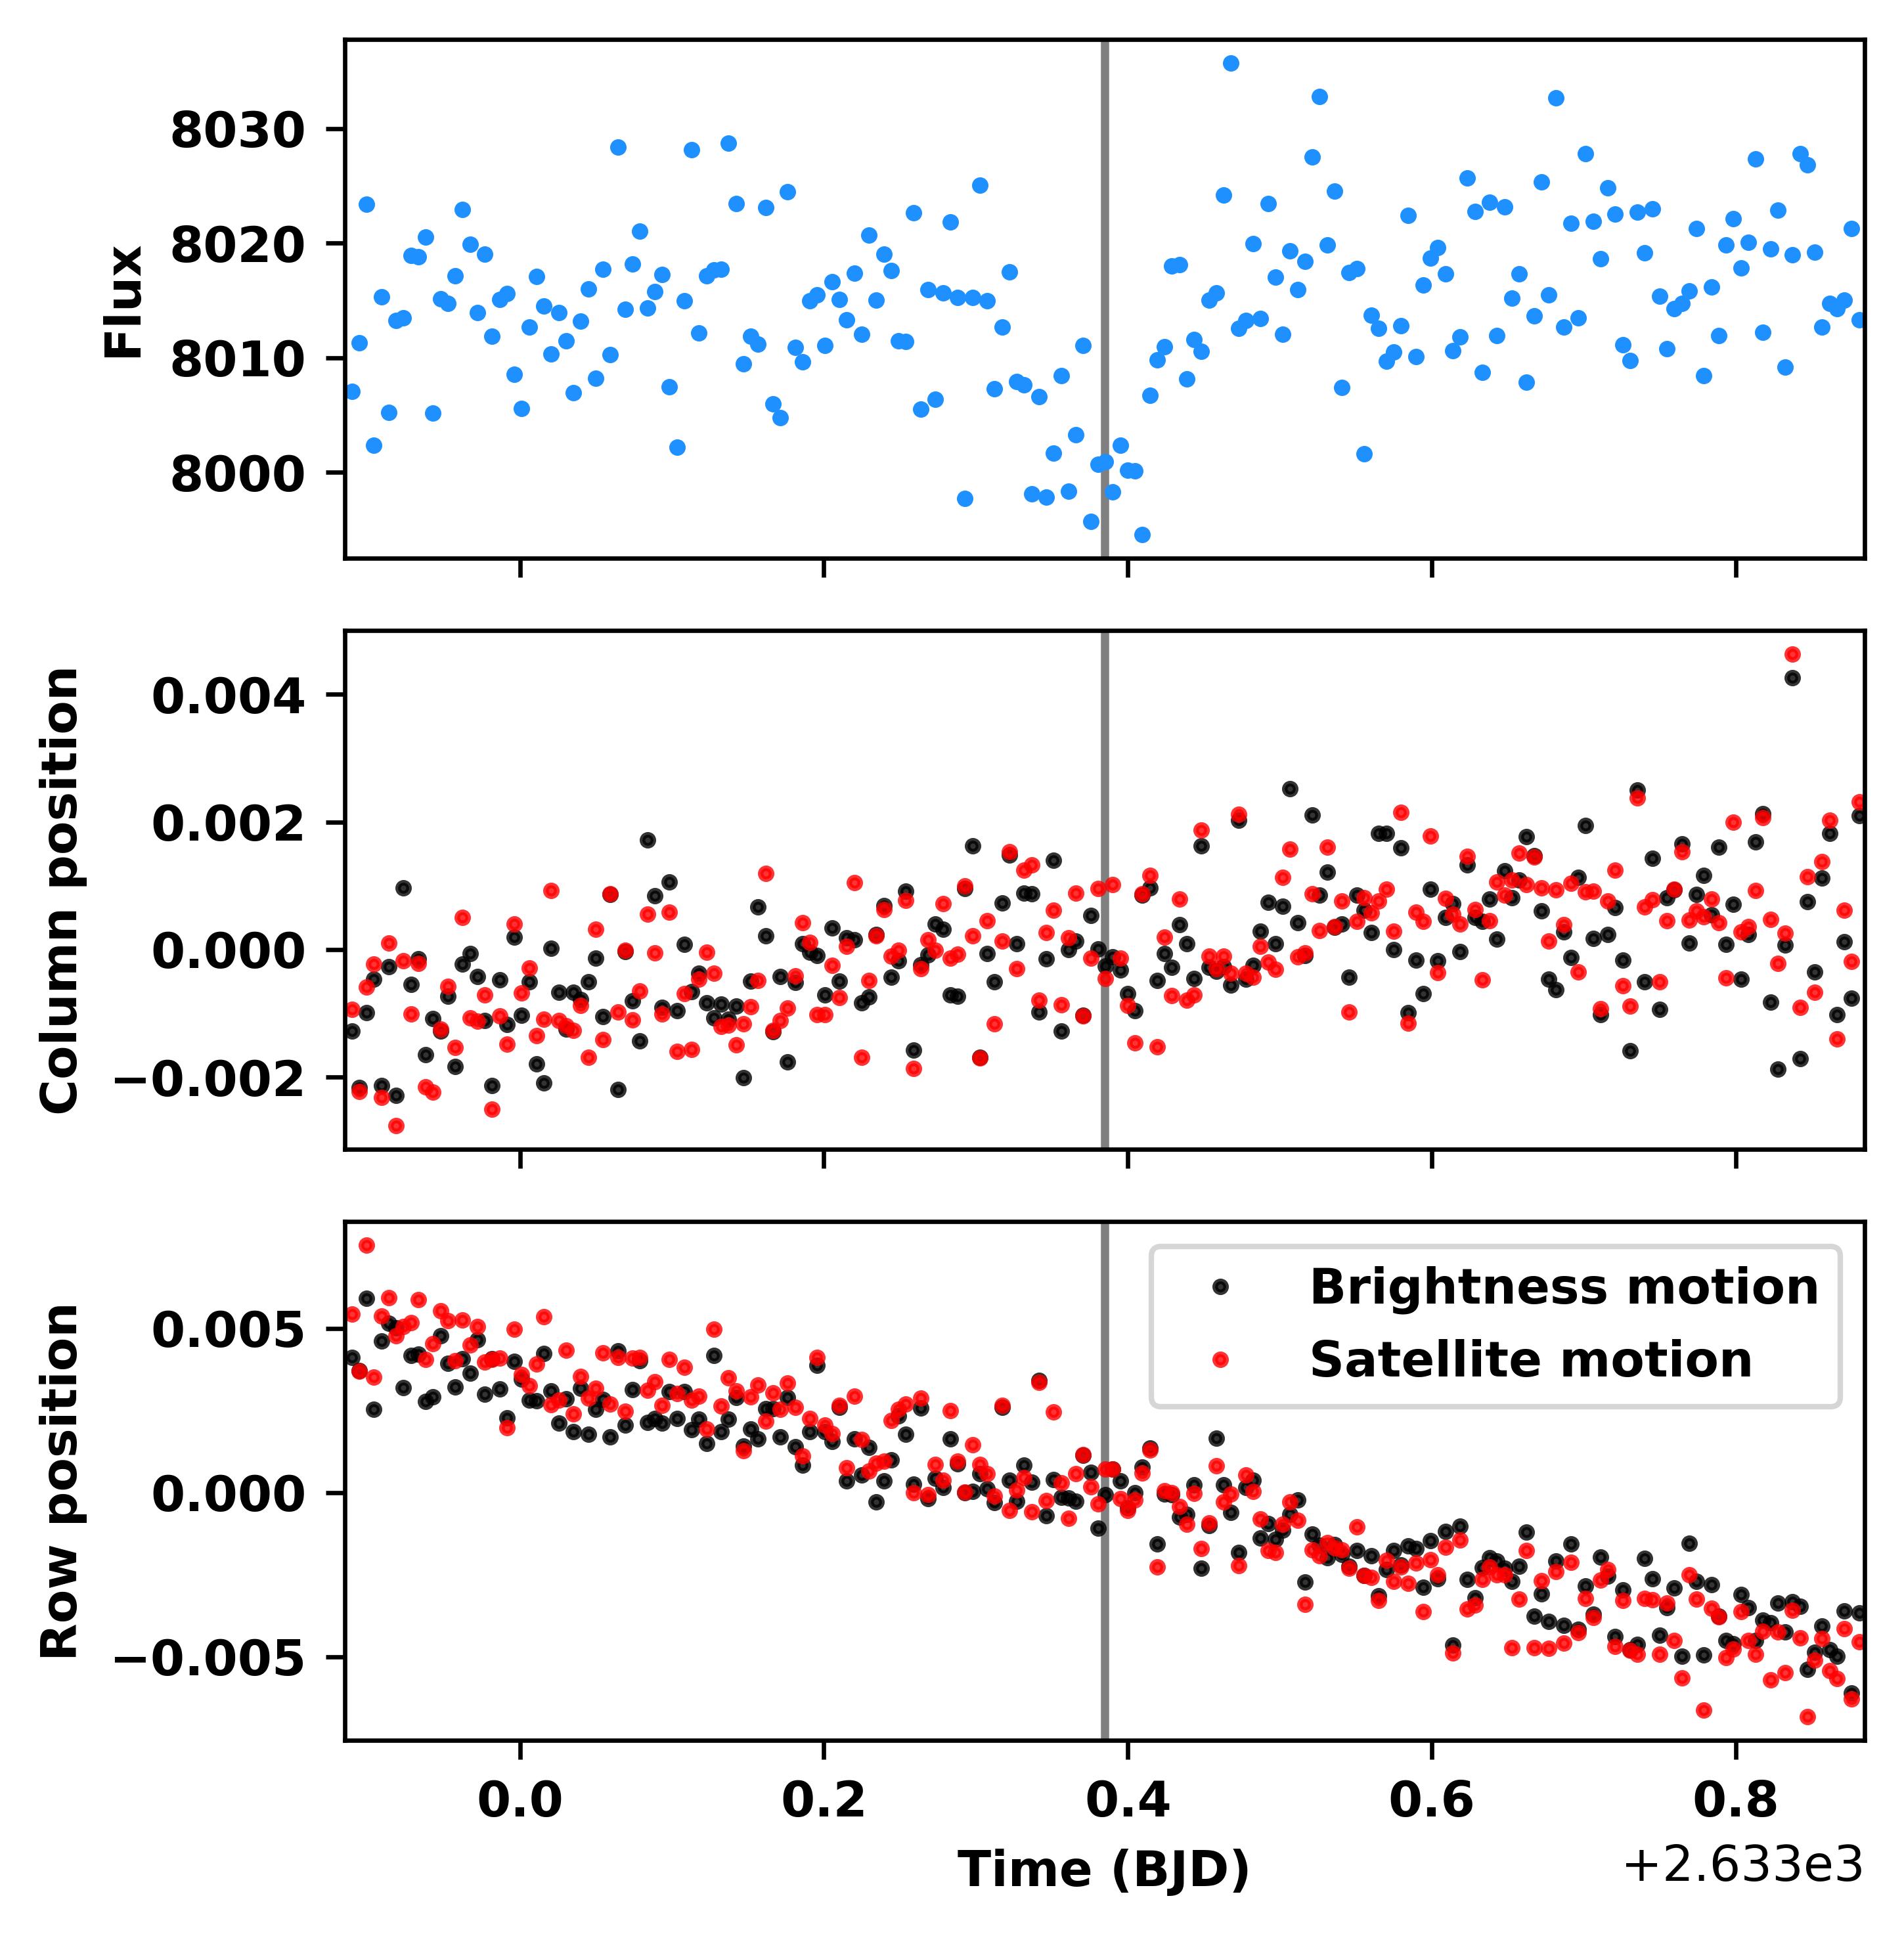 Flux
8030
8020
8010
8000
Column position
0.004
0.002
0.000
−0.002
Row position
0.005
0.000
−0.005
Brightness motion
Satellite motion
0.0 0.2 0.4 0.6 0.8
Time (BJD)
+2.633e3